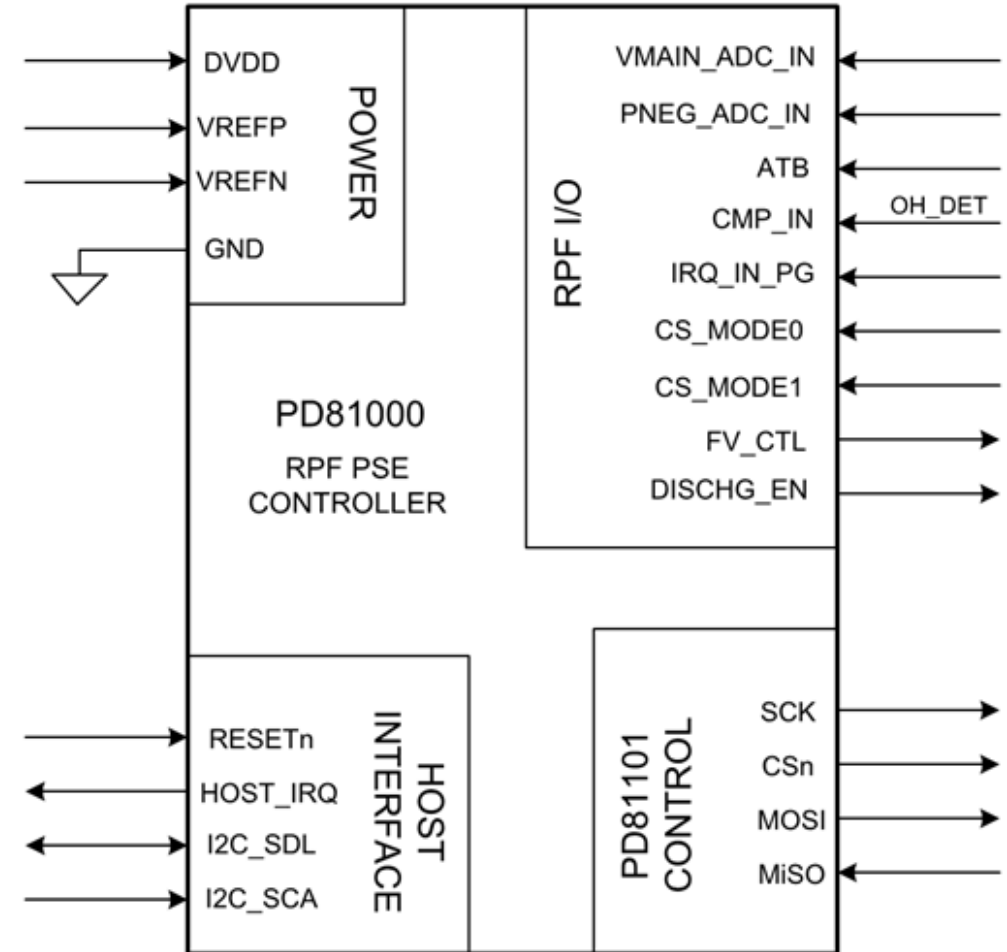 DVDD
VREFP
VREFN
GND
POWER
VMAIN_ADC_IN
PNEG_ADC_IN
ATB
CMP_IN
OH_DET
IRQ_IN_PG
CS_MODE0
CS_MODE1
FV_CTL
DISCHG_EN
RPF I/O
PD81000
RPF PSE
CONTROLLER
RESETn
HOST_IRQ
I2C_SDL
I2C_SCA
HOST
INTERFACE
PD81101
CONTROL
SCK
CSn
MOSI
MiSO